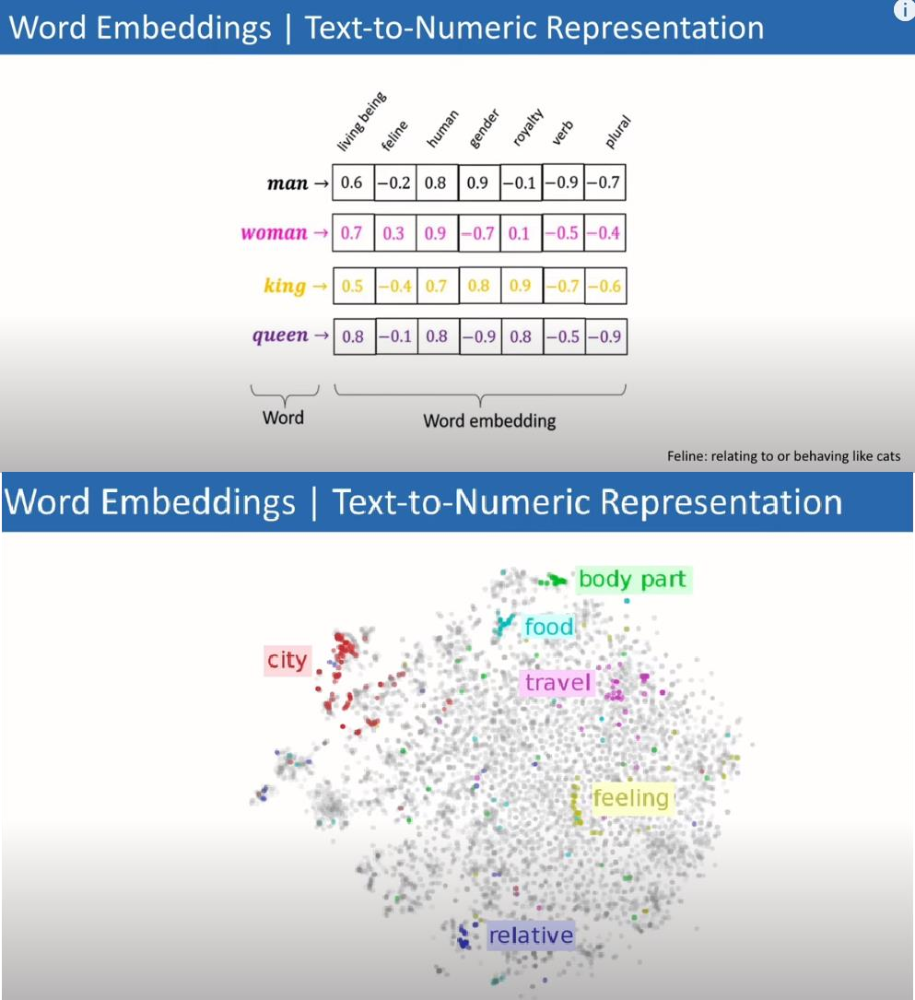 Word Embeddings | Text-to-Numeric Representation
i
living being feline human gender royalty verb plural
man → 0.6 −0.2 0.8 0.9 −0.1 −0.9 −0.7
woman → 0.7 0.3 0.9 −0.7 0.1 −0.5 −0.4
king → 0.5 −0.4 0.7 0.8 0.9 −0.7 −0.6
queen → 0.8 −0.1 0.8 −0.9 0.8 −0.5 −0.9
Word Word embedding
Feline: relating to or behaving like cats
Word Embeddings | Text-to-Numeric Representation
body part
food
city
travel
feeling
relative